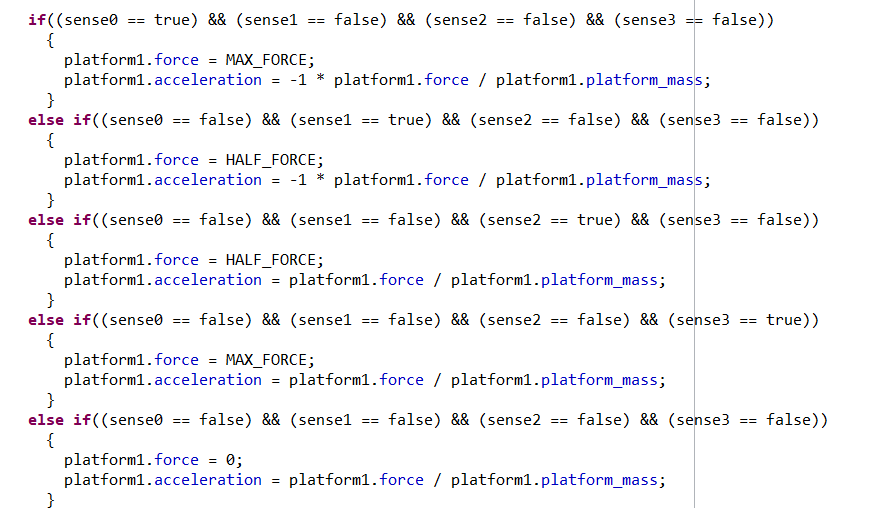 if((sense0 == true) && (sense1 == false) && (sense2 == false) && (sense3 == false))
{
platform1.force = MAX_FORCE;
platform1.acceleration = -1 * platform1.force / platform1.platform_mass;
}
else if((sense0 == false) && (sense1 == true) && (sense2 == false) && (sense3 == false))
{
platform1.force = HALF_FORCE;
platform1.acceleration = -1 * platform1.force / platform1.platform_mass;
}
else if((sense0 == false) && (sense1 == false) && (sense2 == true) && (sense3 == false))
{
platform1.force = HALF_FORCE;
platform1.acceleration = platform1.force / platform1.platform_mass;
}
else if((sense0 == false) && (sense1 == false) && (sense2 == false) && (sense3 == true))
{
platform1.force = MAX_FORCE;
platform1.acceleration = platform1.force / platform1.platform_mass;
}
else if((sense0 == false) && (sense1 == false) && (sense2 == false) && (sense3 == false))
{
platform1.force = 0;
platform1.acceleration = platform1.force / platform1.platform_mass;
}